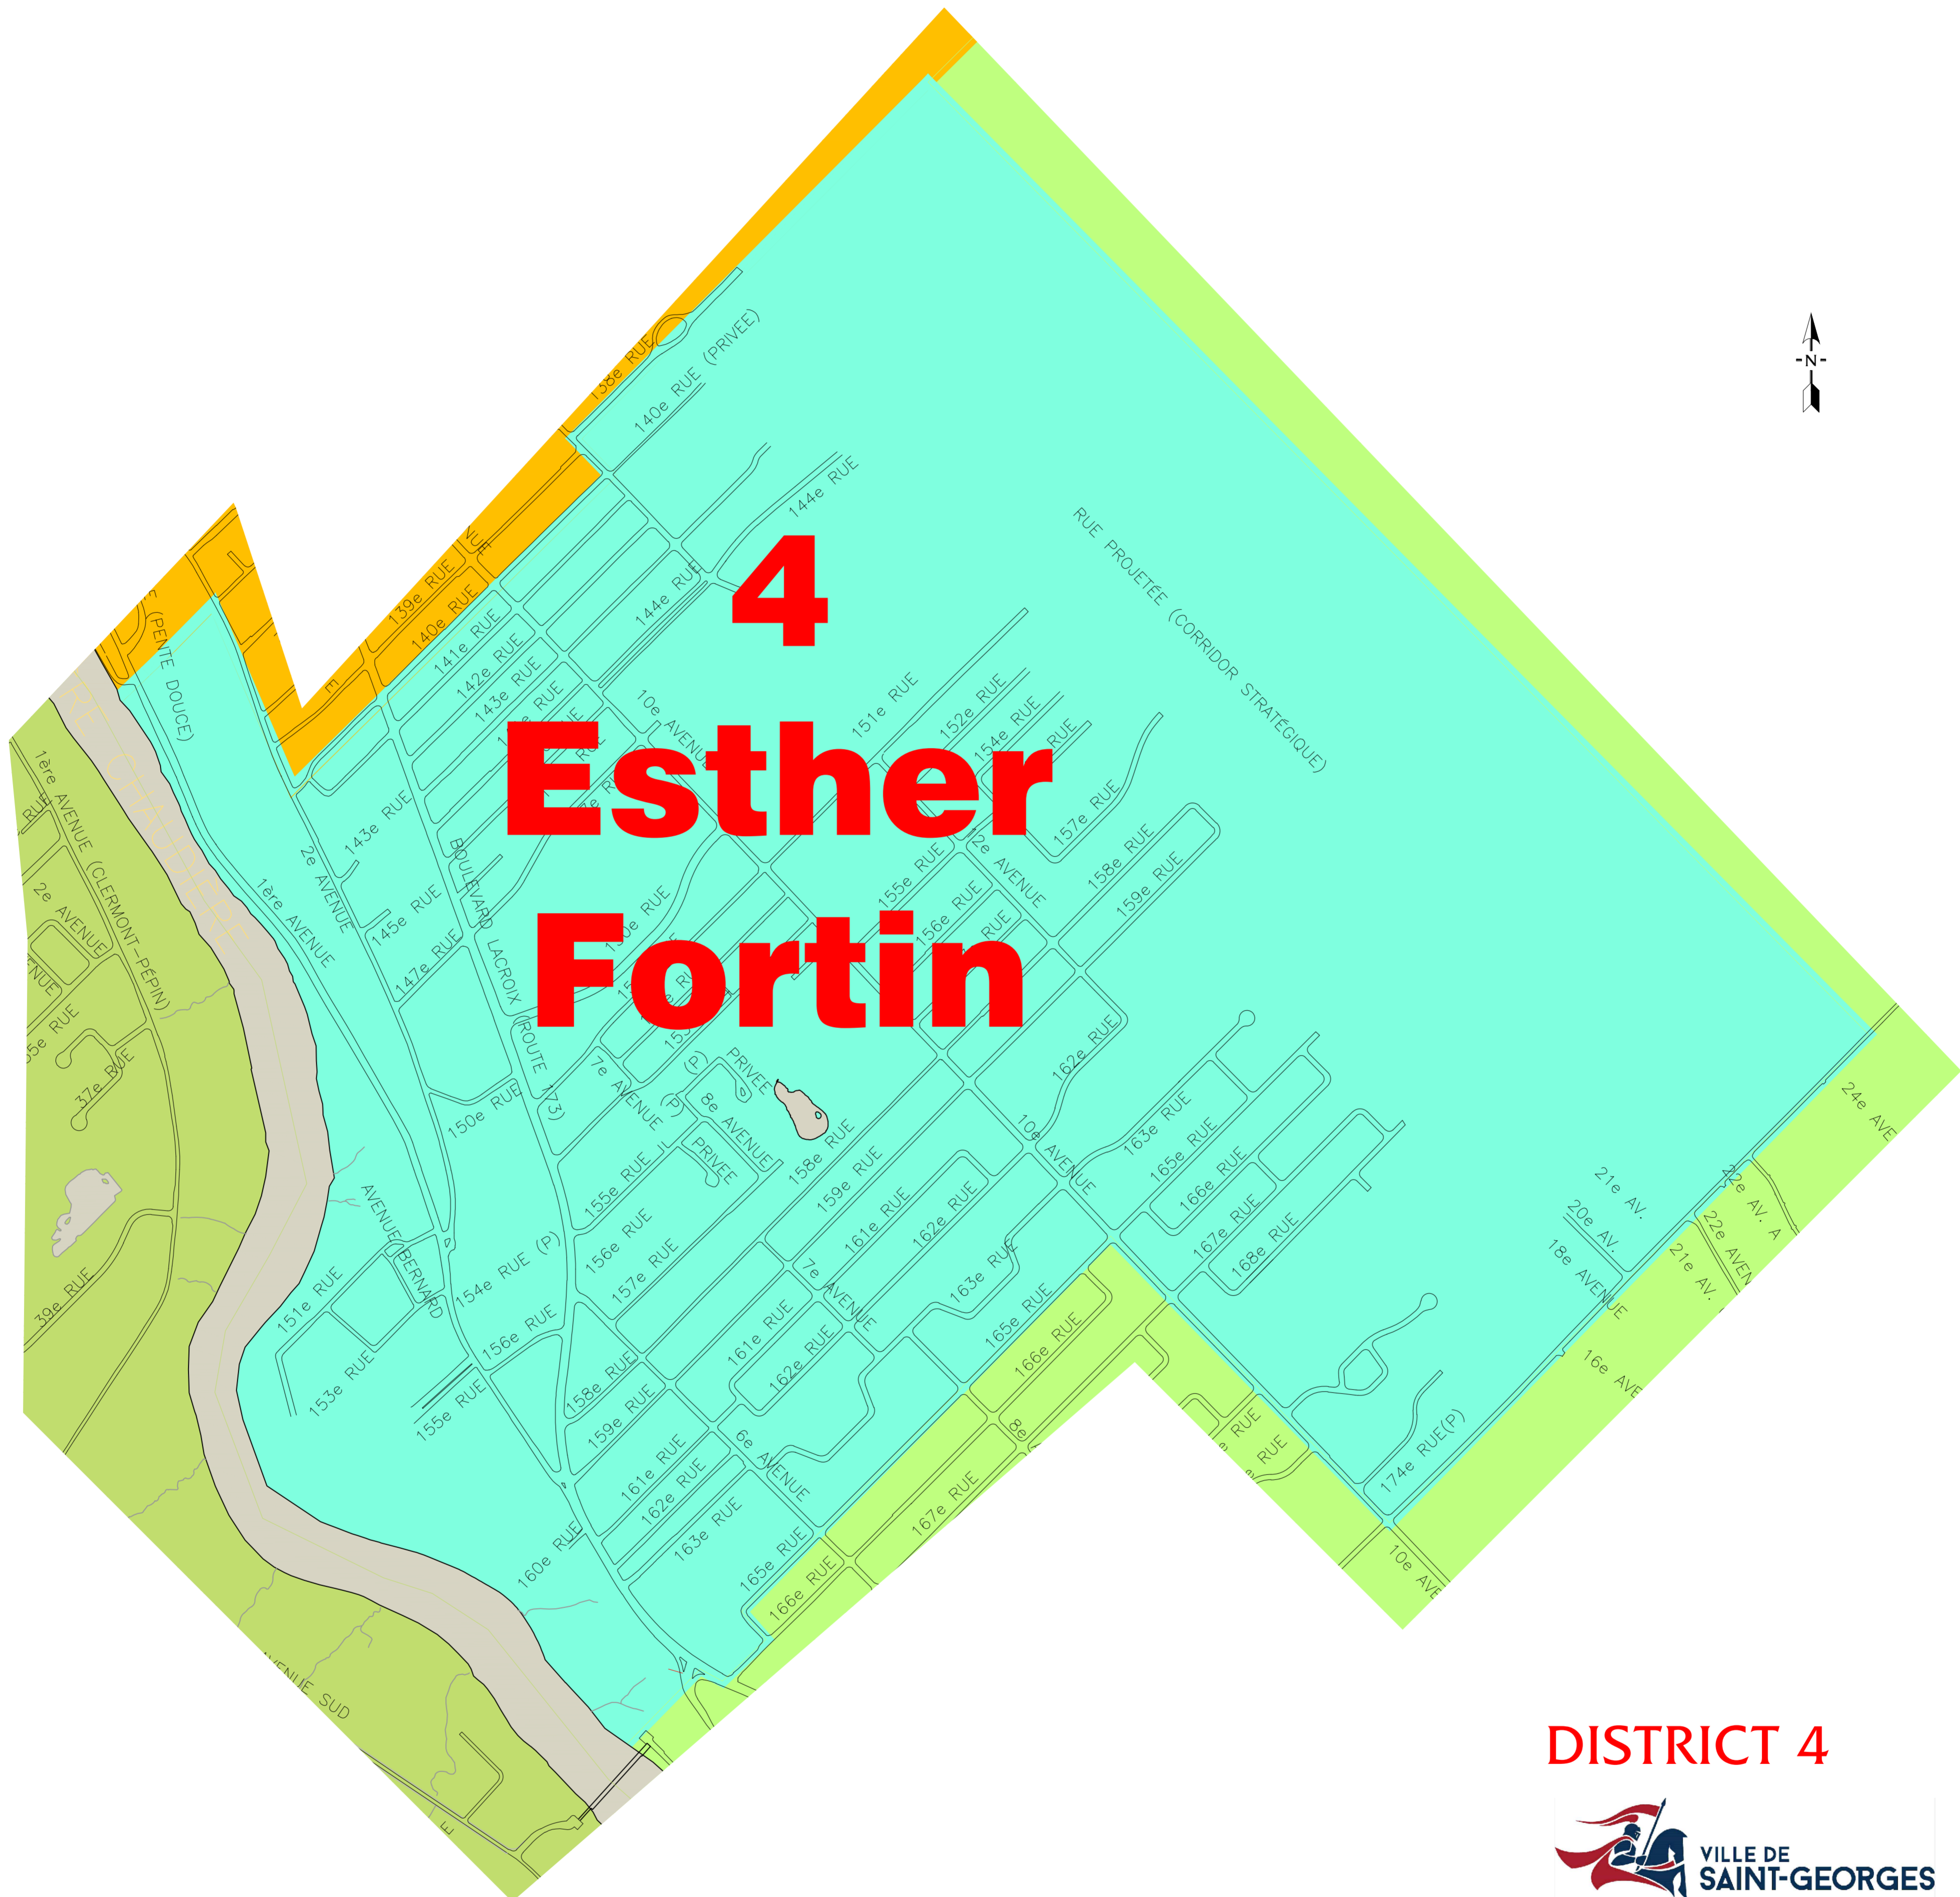 158e RUE
140e RUE (PRIVEE)
144e RUE
-N-
RUE PROJETÉE (CORRIDOR STRATÉGIQUE)
139e RUE
140e RUE
141e RUE
142e RUE
143e RUE
144e RUE
4
Esther
Fortin
(PENTE DOUCE)
10e AVENUE
151e RUE
152e RUE
154e RUE
RUE
157e RUE
158e RUE
159e RUE
12e AVENUE
155e RUE
156e RUE
RUE
1ère AVENUE (CLERMONT-PÉPIN)
RUE
2e AVENUE
37e RUE
39e RUE
1ère AVENUE
2e AVENUE
143e RUE
145e RUE
147e RUE
BOULEVARD LACROIX (ROUTE 173)
150e RUE
7e AVENUE
(P)
PRIVEE
(P)
8e AVENUE
PRIVEE
162e RUE
10e AVENUE
163e RUE
165e RUE
166e RUE
167e RUE
168e RUE
158e RUE
159e RUE
161e RUE
162e RUE
163e RUE
165e RUE
166e RUE
155e RUE
156e RUE
157e RUE
AVENUE BERNARD
151e RUE
153e RUE
154e RUE (P)
156e RUE
155e RUE
158e RUE
159e RUE
7e AVENUE
161e RUE
162e RUE
6e AVENUE
161e RUE
162e RUE
163e RUE
160e RUE
165e RUE
166e RUE
167e RUE
RUE
RUE
174e RUE(P)
10e AVE
24e AVE
21e AV.
22e AV. A
20e AV.
22e AVEN
18e AVENUE
21e AV.
16e AVE
AVENUE SUD
DISTRICT 4
VILLE DE
SAINT-GEORGES